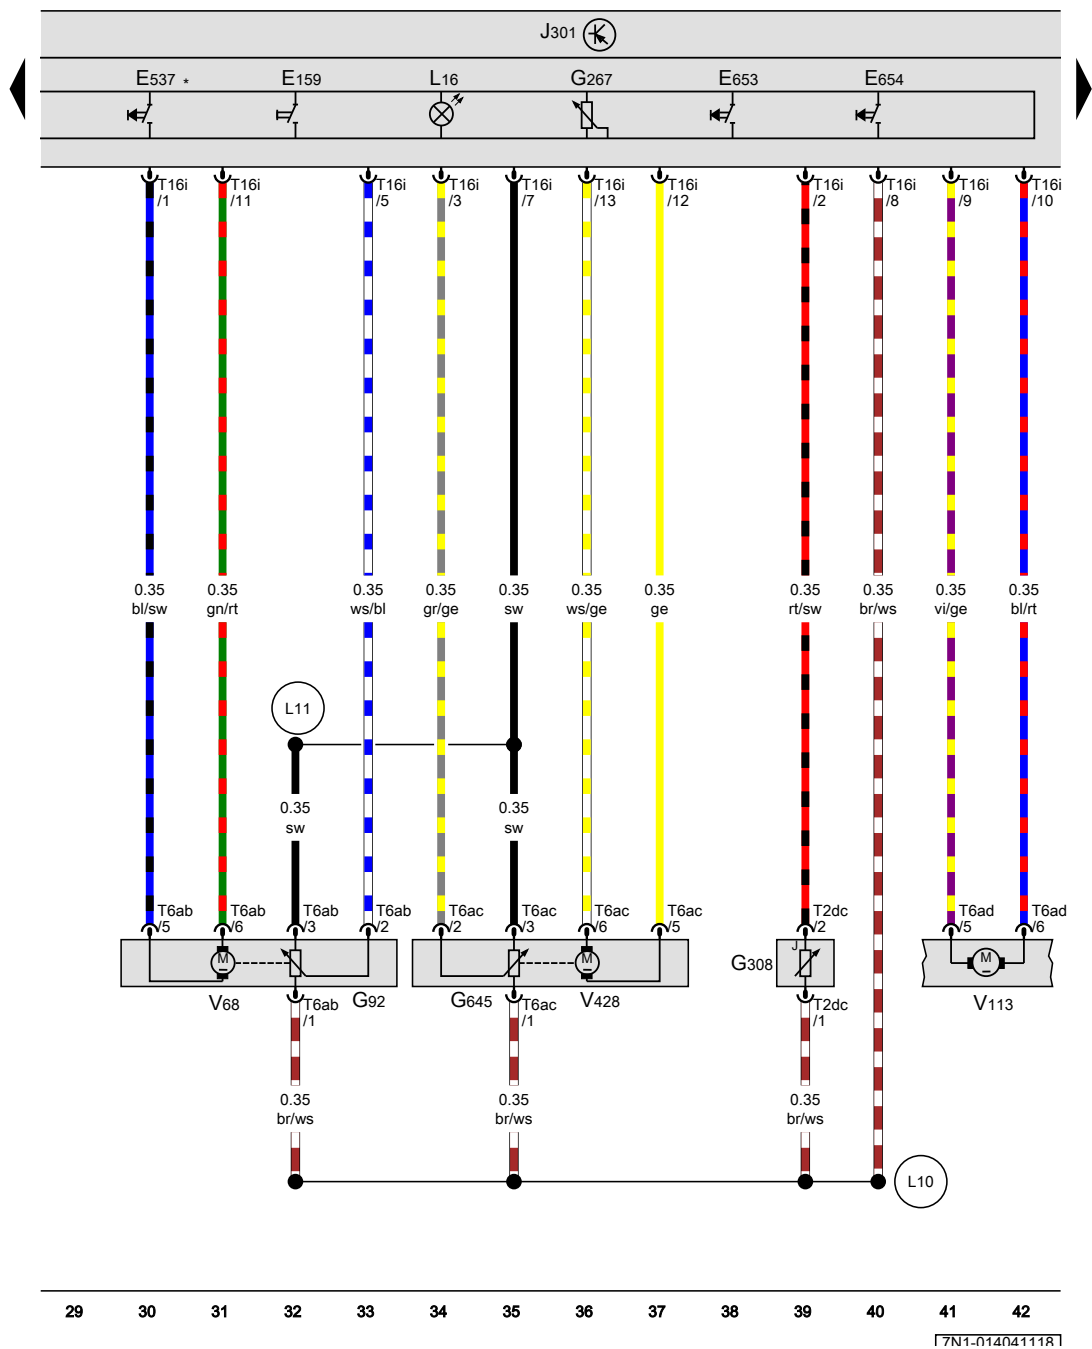 J301
E537 * E159 L16 G267 E653 E654
T16i T16i T16i T16i T16i T16i T16i T16i T16i T16i T16i
/1 /11 /5 /3 /7 /13 /12 /2 /8 /9 /10
0.35 0.35 0.35 0.35 0.35 0.35 0.35 0.35 0.35 0.35 0.35
bl/sw gn/rt ws/bl gr/ge sw ws/ge ge rt/sw br/ws vi/ge bl/rt
L11
0.35 0.35
sw sw
T6ab T6ab T6ab T6ab T6ac T6ac T6ac T6ac T2dc T6ad T6ad
/5 /6 /3 /2 /2 /3 /6 /5 /2 /5 /6
M M J M
G308
V68 G92 G645 V428 V113
T6ab T6ac T2dc
/1 /1 /1
0.35 0.35 0.35
br/ws br/ws br/ws
L10
29 30 31 32 33 34 35 36 37 38 39 40 41 42
7N1-014041118